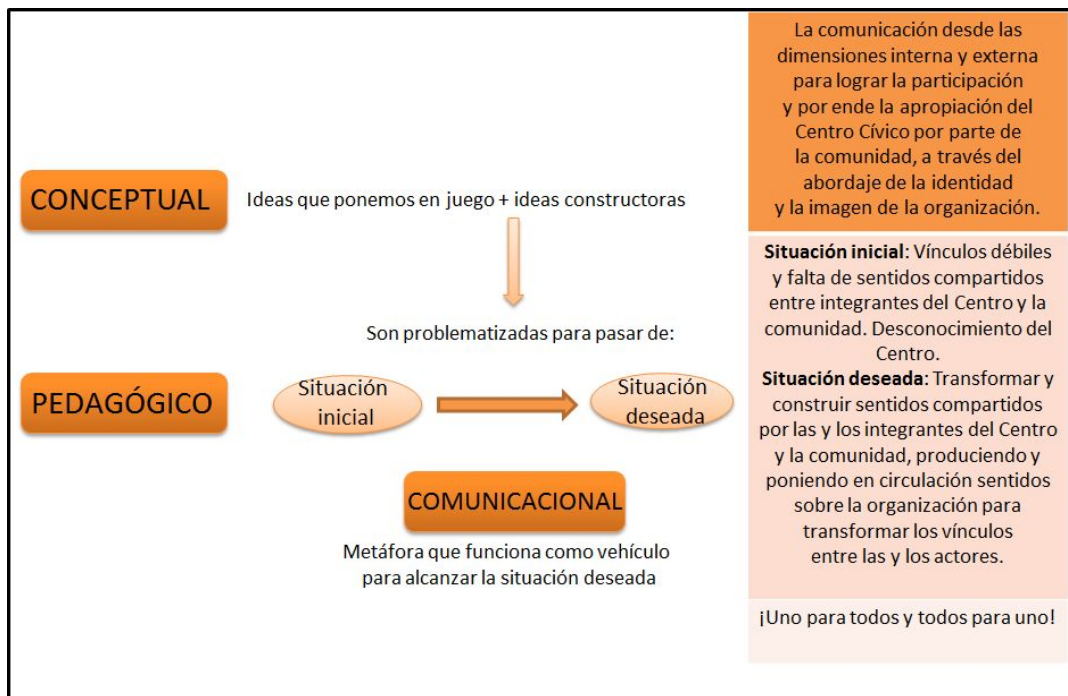 CONCEPTUAL
Ideas que ponemos en juego + ideas constructoras
Son problematizadas para pasar de:
PEDAGÓGICO
Situación
inicial
Situación
deseada
COMUNICACIONAL
Metáfora que funciona como vehículo
para alcanzar la situación deseada
La comunicación desde las
dimensiones interna y externa
para lograr la participación
y por ende la apropiación del
Centro Cívico por parte de
la comunidad, a través del
abordaje de la identidad
y la imagen de la organización.
Situación inicial: Vínculos débiles
y falta de sentidos compartidos
entre integrantes del Centro y la
comunidad. Desconocimiento del
Centro.
Situación deseada: Transformar y
construir sentidos compartidos
por las y los integrantes del Centro
y la comunidad, produciendo y
poniendo en circulación sentidos
sobre la organización para
transformar los vínculos
entre las y los actores.
¡Uno para todos y todos para uno!